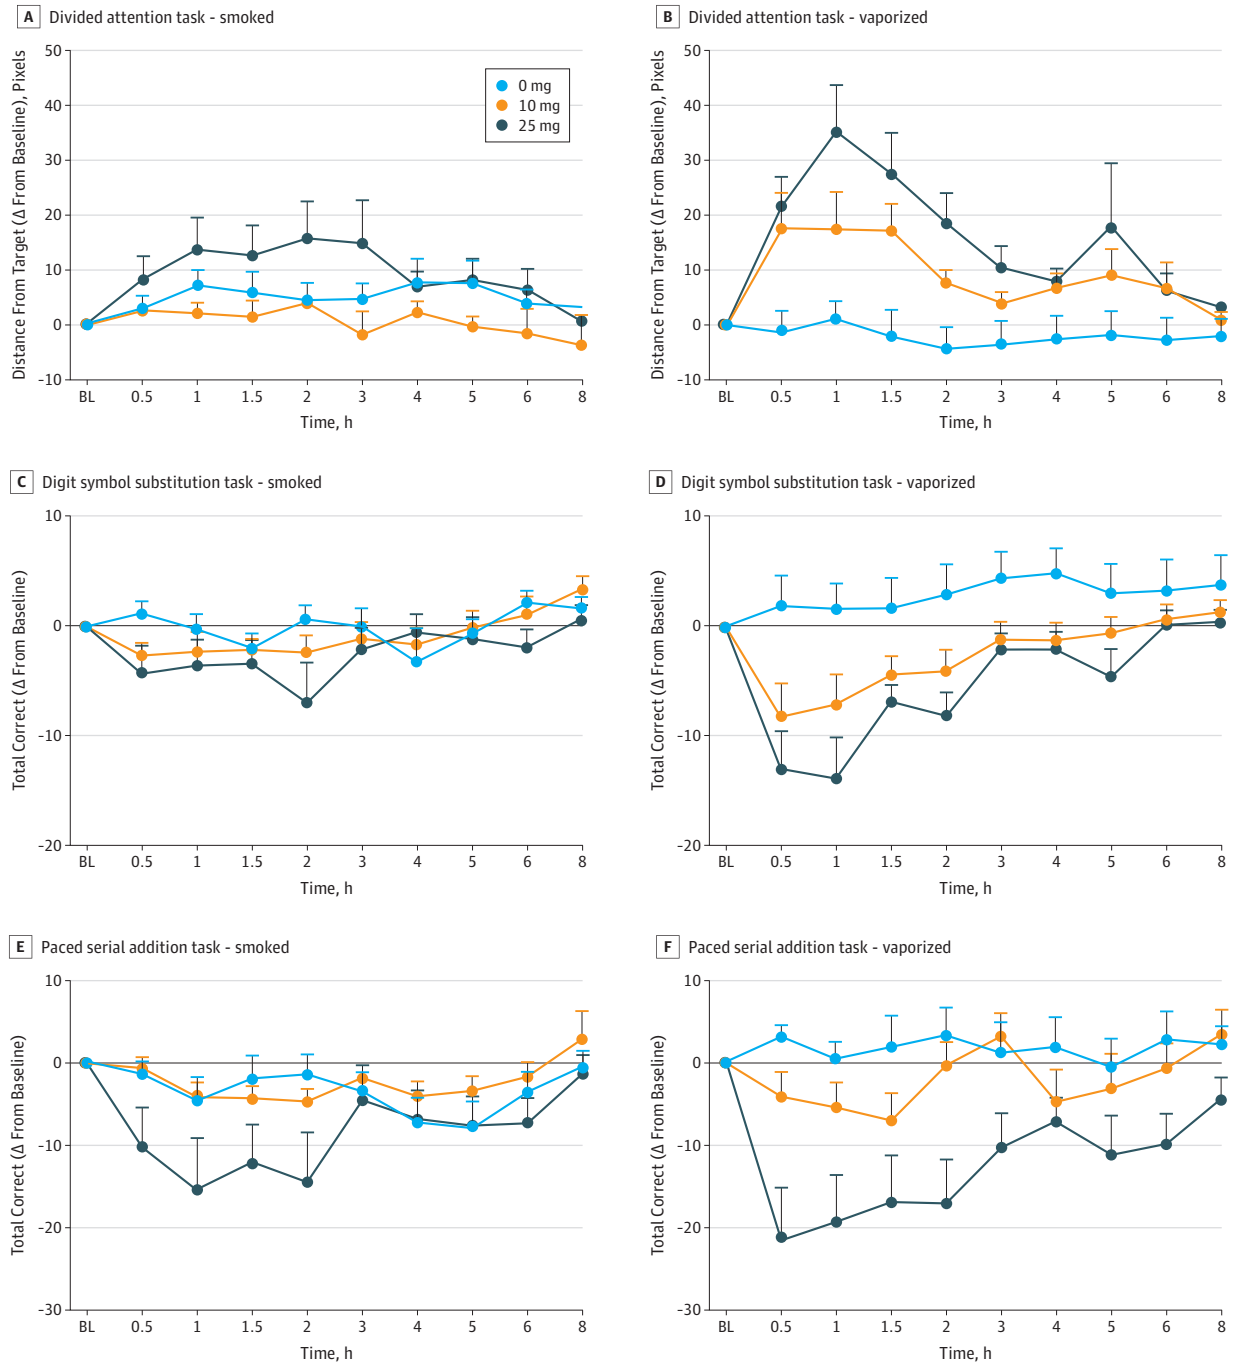 A Divided attention task - smoked
Distance From Target (Δ From Baseline), Pixels
50
40
30
20
10
0
-10
0 mg
10 mg
25 mg
BL 0.5 1 1.5 2 3 4 5 6 8
Time, h
B Divided attention task - vaporized
Distance From Target (Δ From Baseline), Pixels
50
40
30
20
10
0
-10
BL 0.5 1 1.5 2 3 4 5 6 8
Time, h
C Digit symbol substitution task - smoked
Total Correct (Δ From Baseline)
10
0
-10
-20
BL 0.5 1 1.5 2 3 4 5 6 8
Time, h
D Digit symbol substitution task - vaporized
Total Correct (Δ From Baseline)
10
0
-10
-20
BL 0.5 1 1.5 2 3 4 5 6 8
Time, h
E Paced serial addition task - smoked
Total Correct (Δ From Baseline)
10
0
-10
-20
-30
BL 0.5 1 1.5 2 3 4 5 6 8
Time, h
F Paced serial addition task - vaporized
Total Correct (Δ From Baseline)
10
0
-10
-20
-30
BL 0.5 1 1.5 2 3 4 5 6 8
Time, h